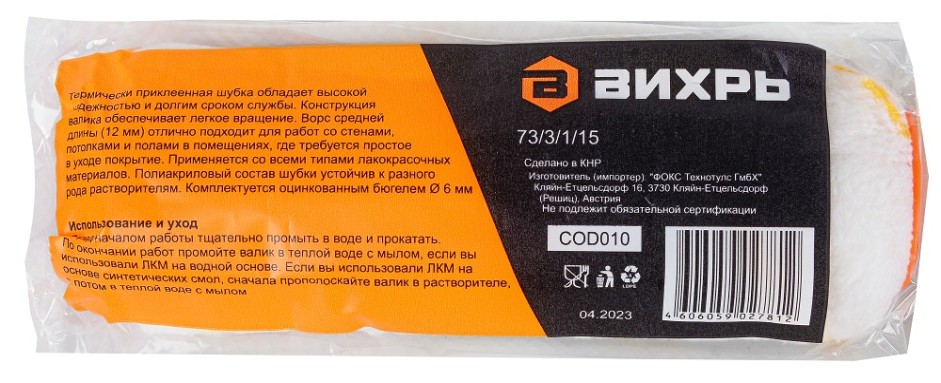 Термически приклеенная шубка обладает высокой
надежностью и долгим сроком службы. Конструкция
валика обеспечивает легкое вращение. Ворс средней
длины (12 мм) отлично подходит для работ со стенами,
потолками и полами в помещениях, где требуется простое
в уходе покрытие. Применяется со всеми типами лакокрасочных
материалов. Полиакриловый состав шубки устойчив к разного
рода растворителям. Комплектуется оцинкованным бюгелем Ø 6 мм
Использование и уход
началом работы тщательно промыть в воде и прокатать.
По окончании работ промойте валик в теплой воде с мылом, если вы
использовали ЛКМ на водной основе. Если вы использовали ЛКМ на
основе синтетических смол, сначала прополоскайте валик в растворителе,
потом в теплой воде с мылом
ВИХРЬ
73/3/1/15
Сделано в КНР
Изготовитель (импортер): "ФОКС Технотулс ГмбХ"
Кляйн-Етцельсдорф 16, 3730 Кляйн-Етцельсдорф
(Решиц), Австрия
Не подлежит обязательной сертификации
COD010
LDPE
04.2023
4 606059 027812